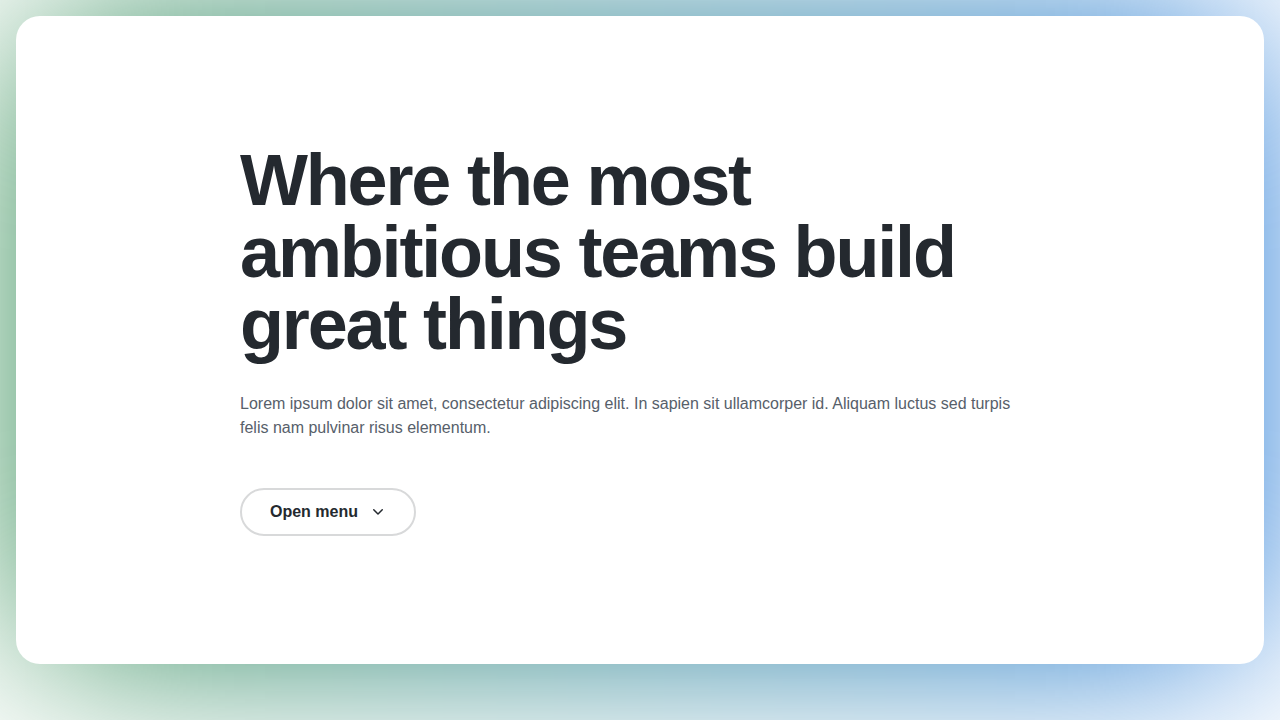 Where the most
ambitious teams build
great things
Lorem ipsum dolor sit amet, consectetur adipiscing elit. In sapien sit ullamcorper id. Aliquam luctus sed turpis
felis nam pulvinar risus elementum.
Open menu